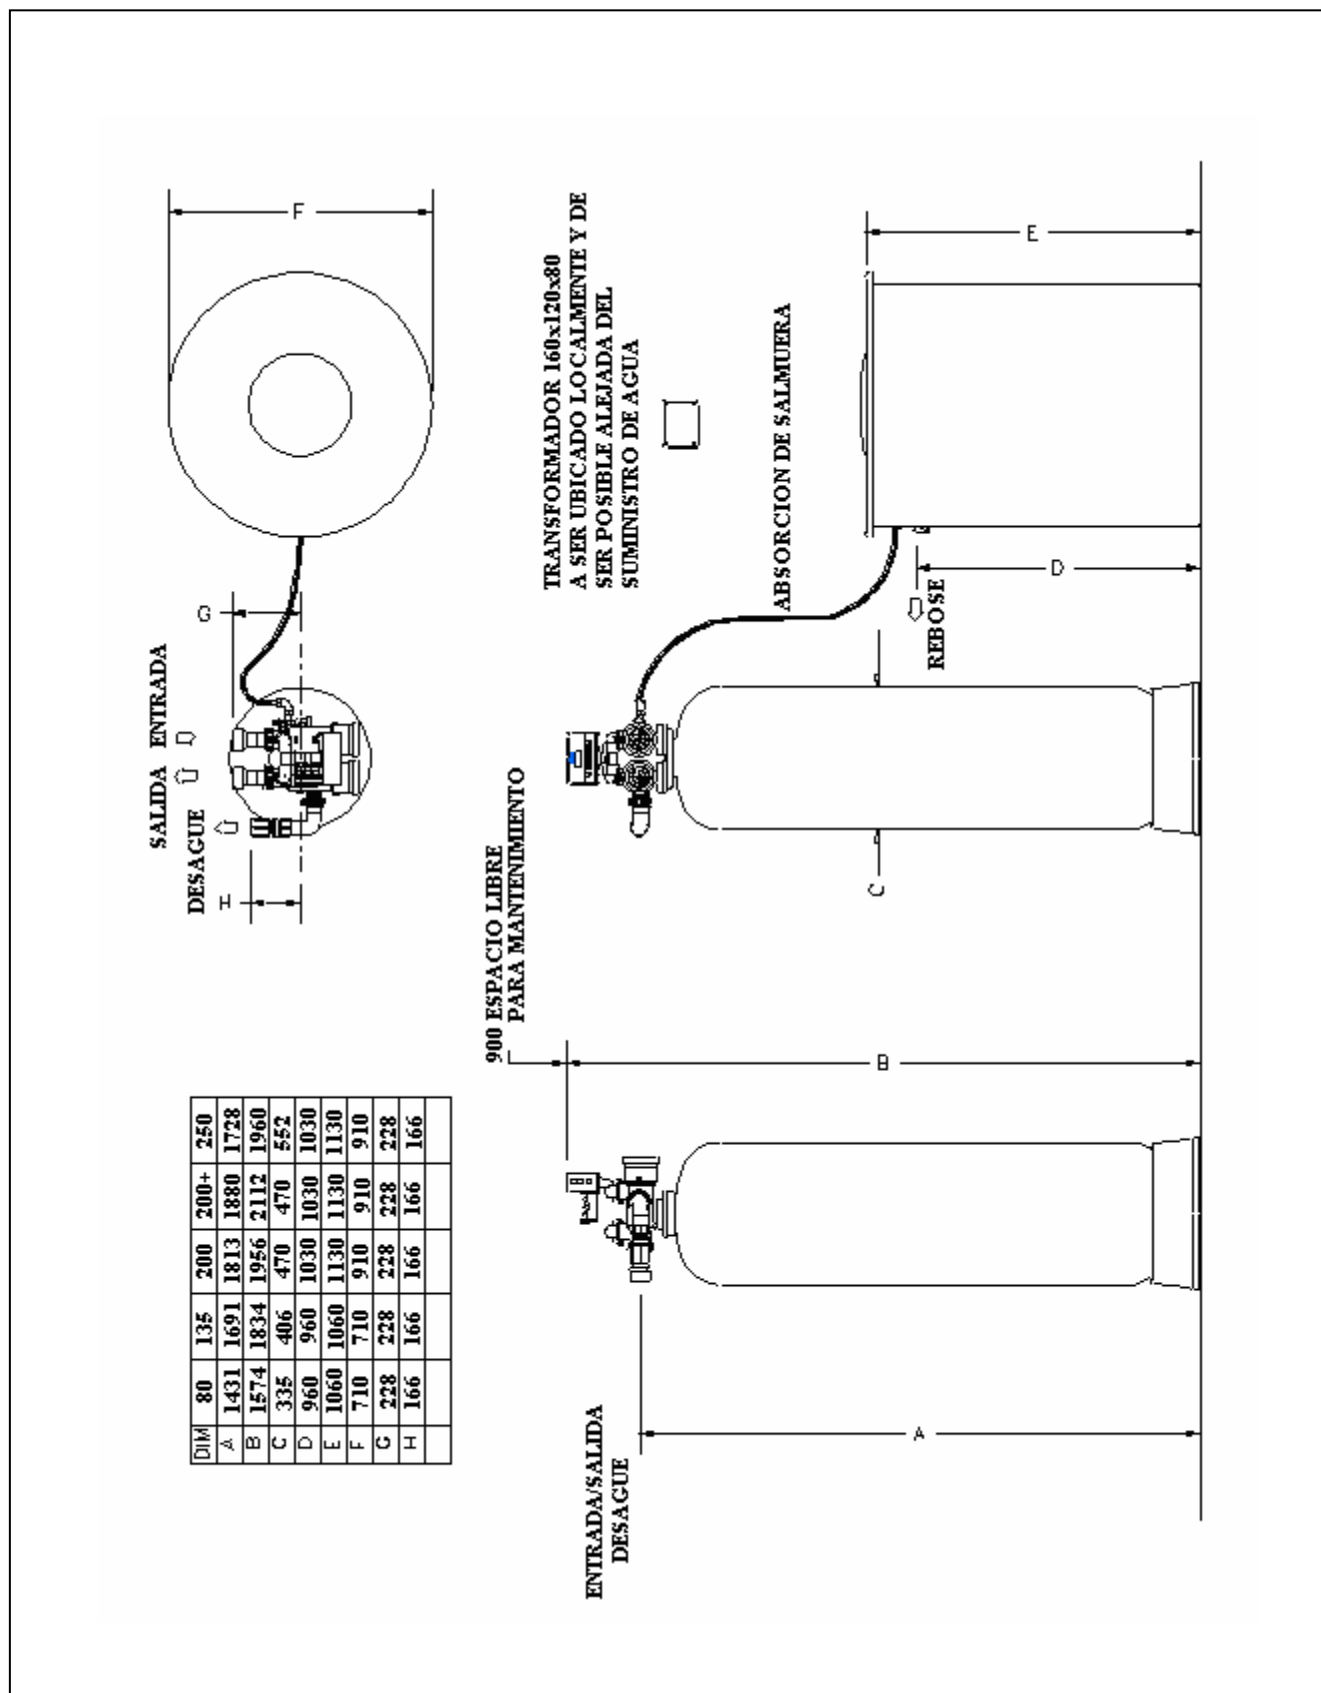 DIM 80 135 200 200+ 250
A 1431 1691 1813 1880 1728
B 1574 1834 1956 2112 1960
C 335 406 470 470 552
D 960 960 1030 1030 1030
E 1060 1060 1130 1130 1130
F 710 710 910 910 910
G 228 228 228 228 228
H 166 166 166 166 166
SALIDA ENTRADA
DESAGUE
H
G
F
900 ESPACIO LIBRE
PARA MANTENIMIENTO
TRANSFORMADOR 160x120x80
A SER UBICADO LOCALMENTE Y DE
SER POSIBLE ALEJADA DEL
SUMINISTRO DE AGUA
ABSORCION DE SALMUERA
ENTRADA/SALIDA
DESAGUE
A
B
C
REBOSE
D
E